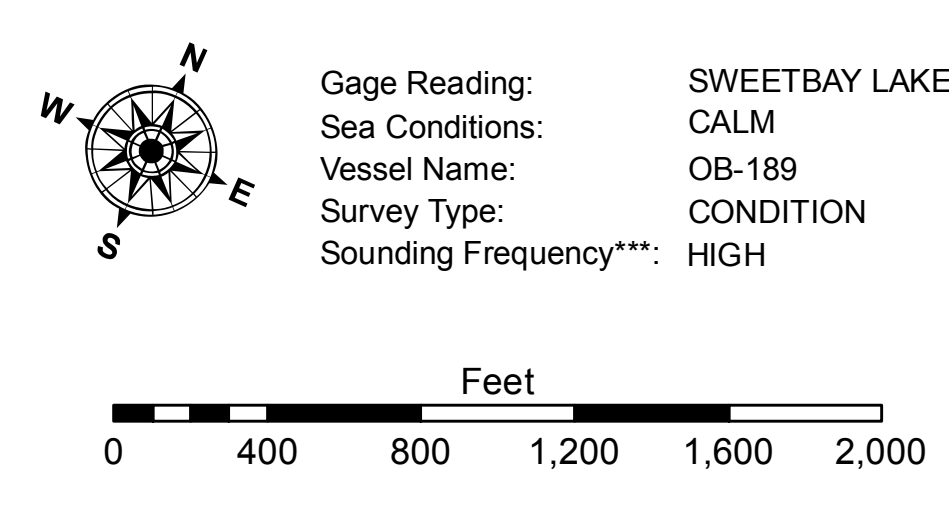 N
W
E
S
Gage Reading: SWEETBAY LAKE
Sea Conditions: CALM
Vessel Name: OB-189
Survey Type: CONDITION
Sounding Frequency***: HIGH
Feet
0 400 800 1,200 1,600 2,000